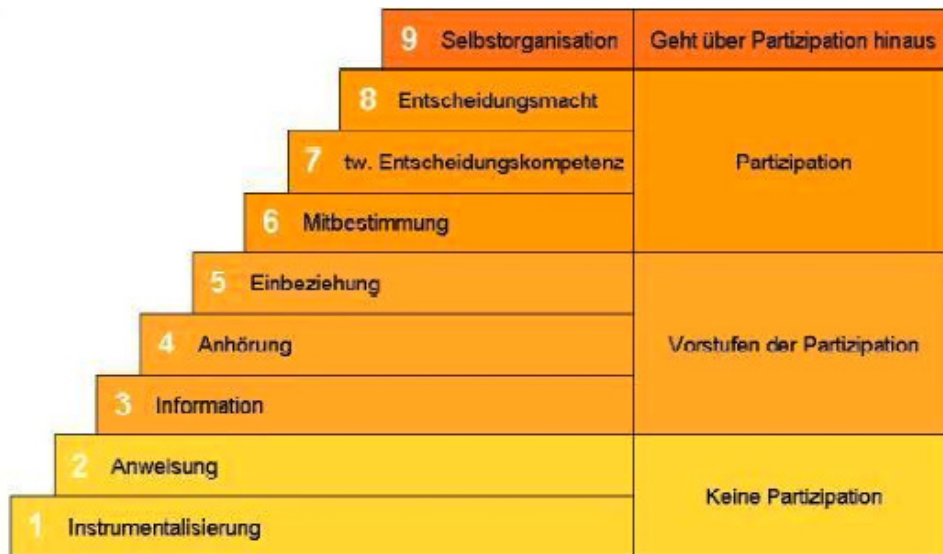 9 Selbstorganisation Geht über Partizipation hinaus
8 Entscheidungsmacht
7 tw. Entscheidungskompetenz Partizipation
6 Mitbestimmung
5 Einbeziehung
4 Anhörung Vorstufen der Partizipation
3 Information
2 Anweisung
Keine Partizipation
1 Instrumentalisierung